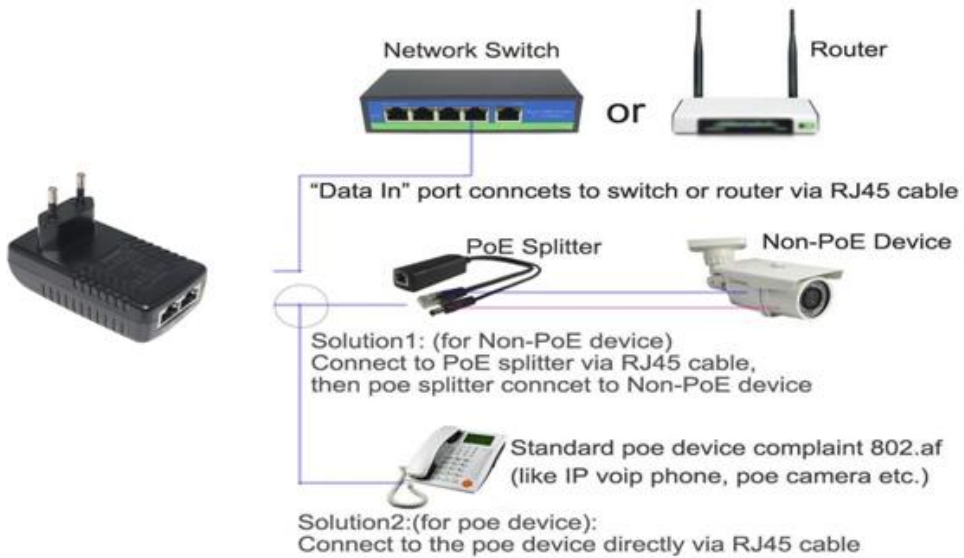 Network Switch
Router
or
"Data In" port conncets to switch or router via RJ45 cable
PoE Splitter
Non-PoE Device
Solution1: (for Non-PoE device)
Connect to PoE splitter via RJ45 cable,
then poe splitter conncet to Non-PoE device
Standard poe device complaint 802.af
(like IP voip phone, poe camera etc.)
Solution2:(for poe device):
Connect to the poe device directly via RJ45 cable